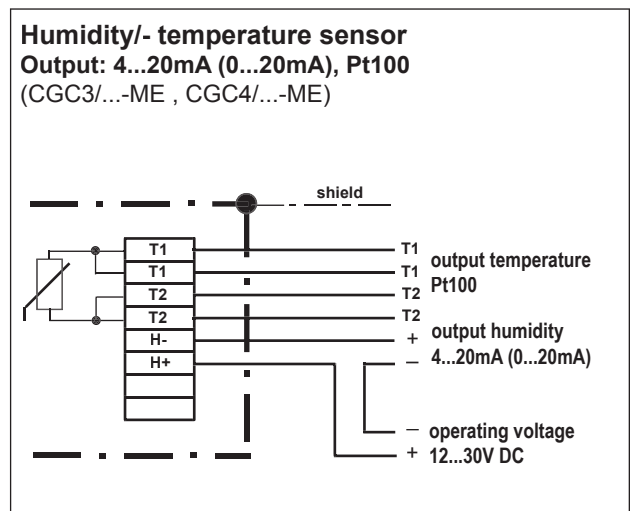 Humidity/- temperature sensor
Output: 4...20mA (0...20mA), Pt100
(CGC3/...-ME , CGC4/...-ME)
shield
T1
T1
T2
T2
H-
H+
T1
T1
T2
T2
output temperature
Pt100
+
–
output humidity
4...20mA (0...20mA)
–
+
operating voltage
12...30V DC